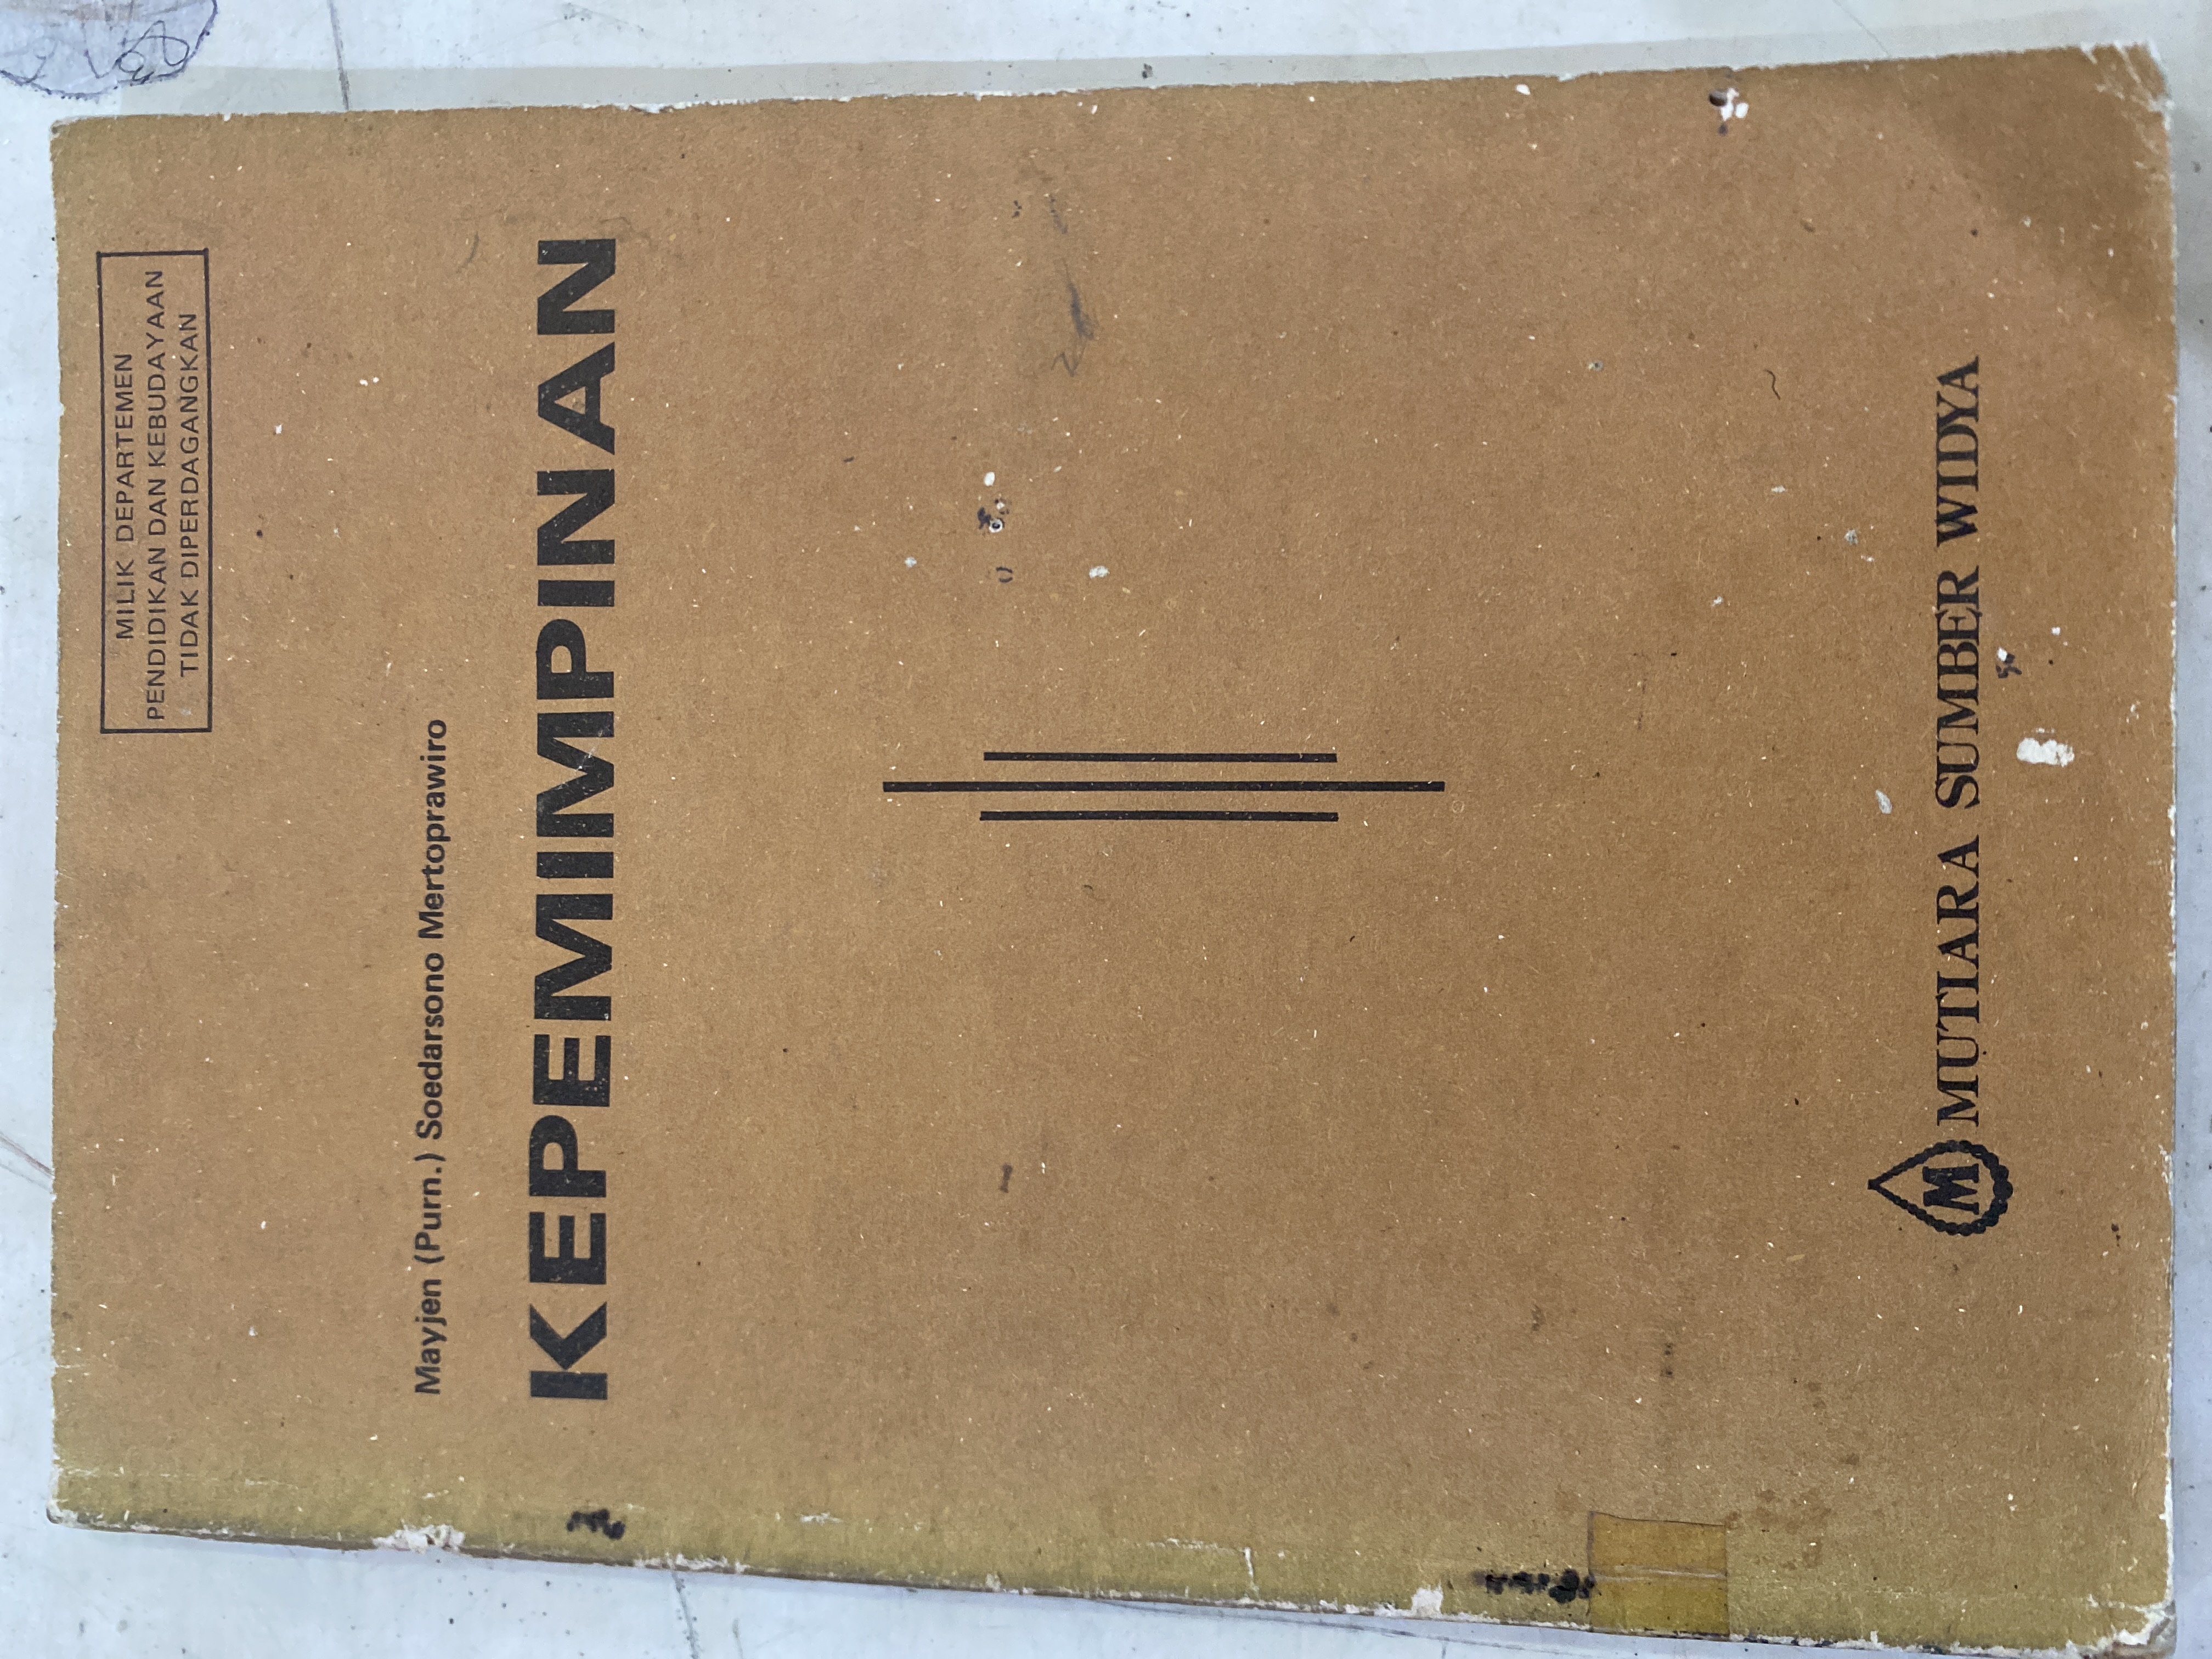 MILIK DEPARTEMEN
PENDIDIKAN DAN KEBUDAYAAN
TIDAK DIPERDAGANGKAN
Mayjen (Purn.) Soedarsono Mertoprawiro
KEPEMIMPINAN
M MUTIARA SUMBER WIDYA